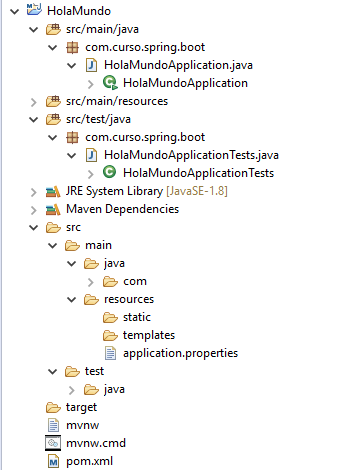 HolaMundo
src/main/java
com.curso.spring.boot
HolaMundoApplication.java
HolaMundoApplication
src/main/resources
src/test/java
com.curso.spring.boot
HolaMundoApplicationTests.java
HolaMundoApplicationTests
JRE System Library [JavaSE-1.8]
Maven Dependencies
src
main
java
com
resources
static
templates
application.properties
test
java
target
mvnw
mvnw.cmd
pom.xml